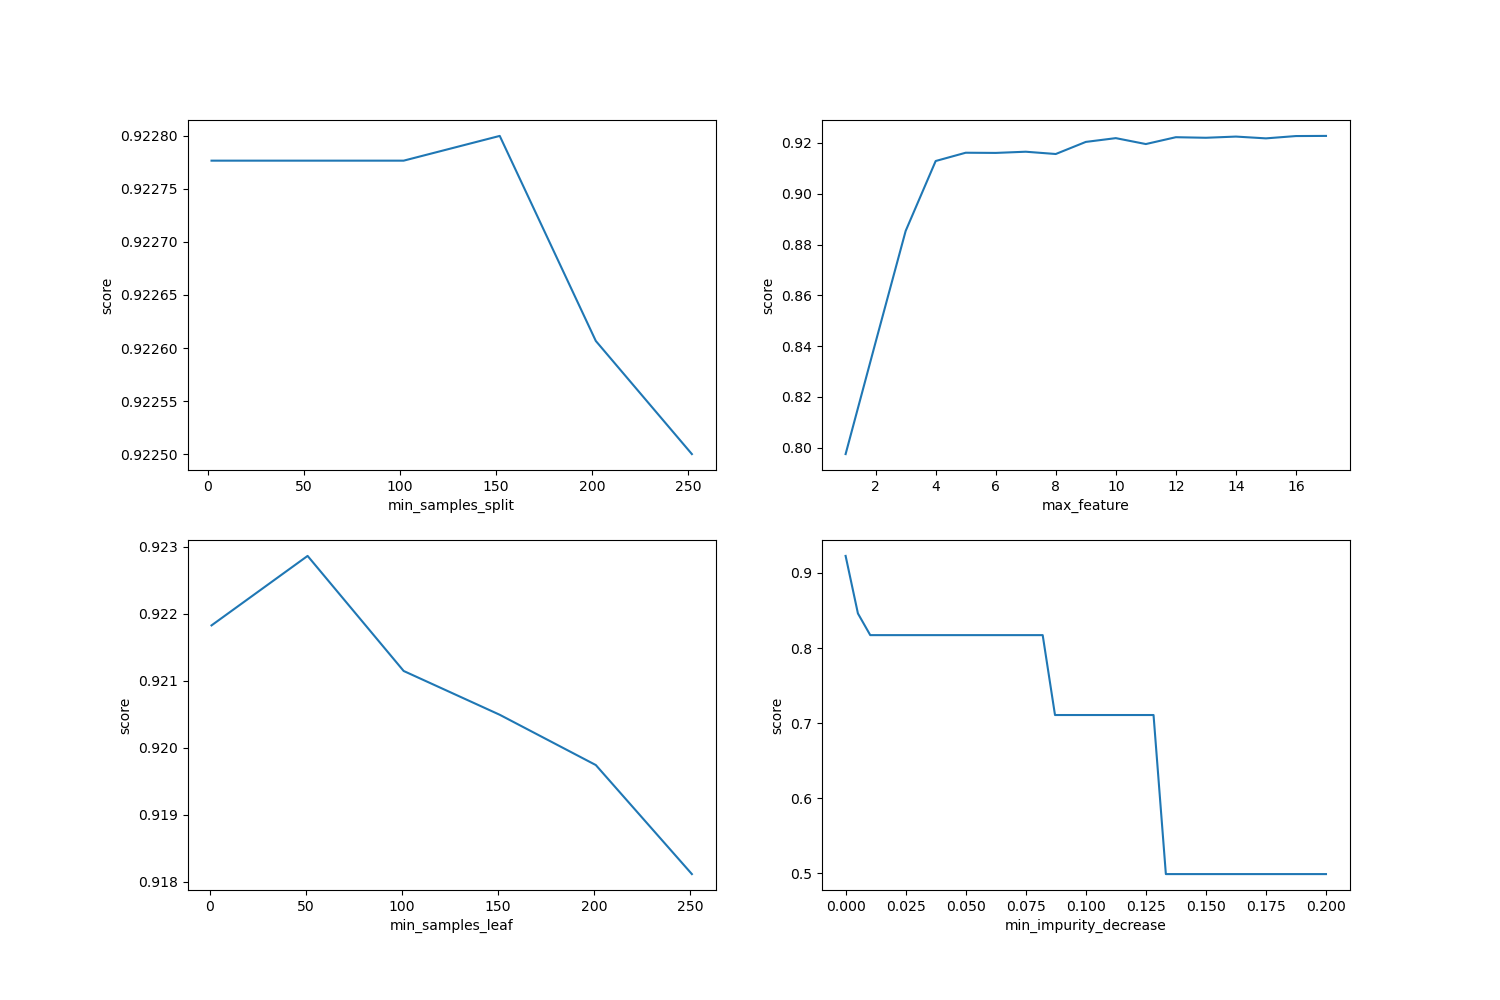 0.92280
0.92275
0.92270
0.92265
0.92260
0.92255
0.92250
score
0 50 100 150 200 250
min_samples_split
0.92
0.90
0.88
0.86
0.84
0.82
0.80
score
2 4 6 8 10 12 14 16
max_feature
0.923
0.922
0.921
0.920
0.919
0.918
score
0 50 100 150 200 250
min_samples_leaf
0.9
0.8
0.7
0.6
0.5
score
0.000 0.025 0.050 0.075 0.100 0.125 0.150 0.175 0.200
min_impurity_decrease